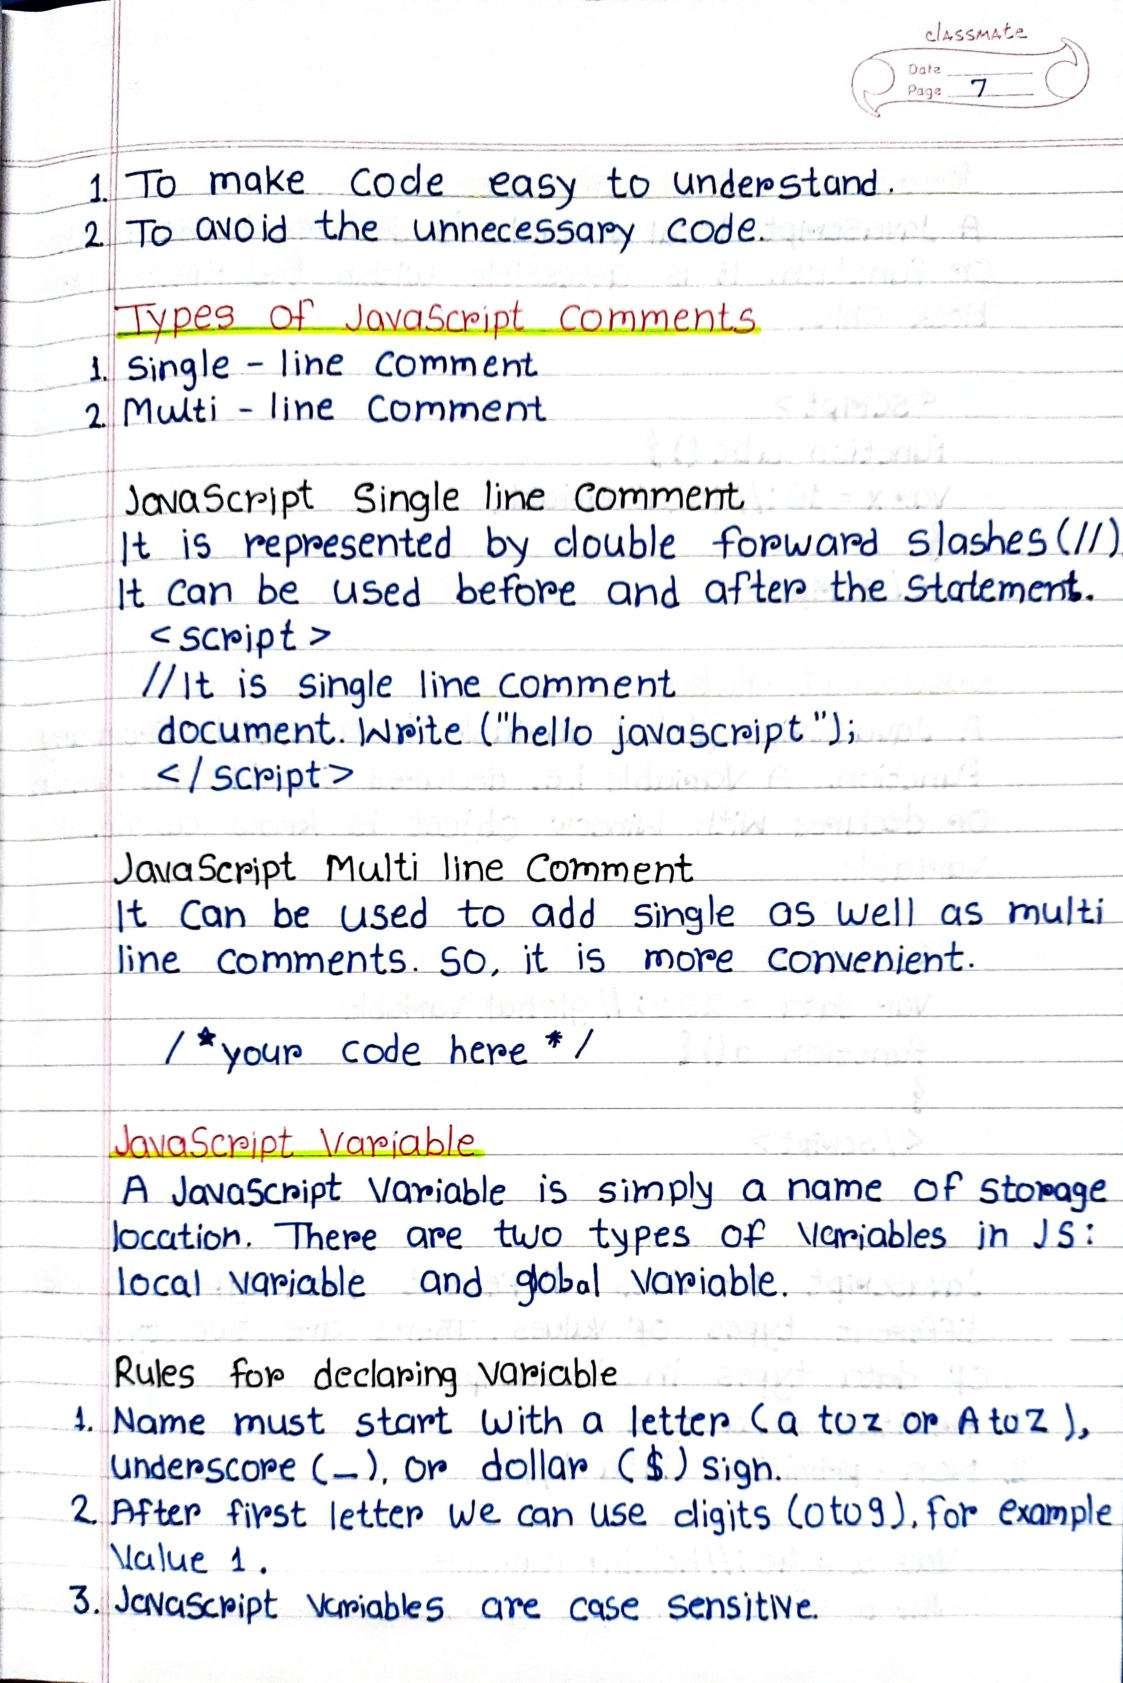 classmate
Date
Page 7
1. To make code easy to understand.
2. To avoid the unnecessary code.
Types of JavaScript Comments
1. Single - line comment
2. Multi - line comment
JavaScript Single line Comment
It is represented by double forward slashes (//)
It can be used before and after the statement.
<script>
//It is single line comment
document. Write ("hello javascript");
</script>
JavaScript Multi line Comment
It can be used to add single as well as multi
line comments. So, it is more convenient.
/*your code here */
JavaScript Variable
A JavaScript Variable is simply a name of storage
location. There are two types of variables in JS:
local variable and global variable.
Rules for declaring variable
1. Name must start with a letter (a to z or A to Z),
underscore (_), or dollar ($) sign.
2. After first letter we can use digits (0 to 9), for example
Value 1.
3. JavaScript variables are case sensitive.